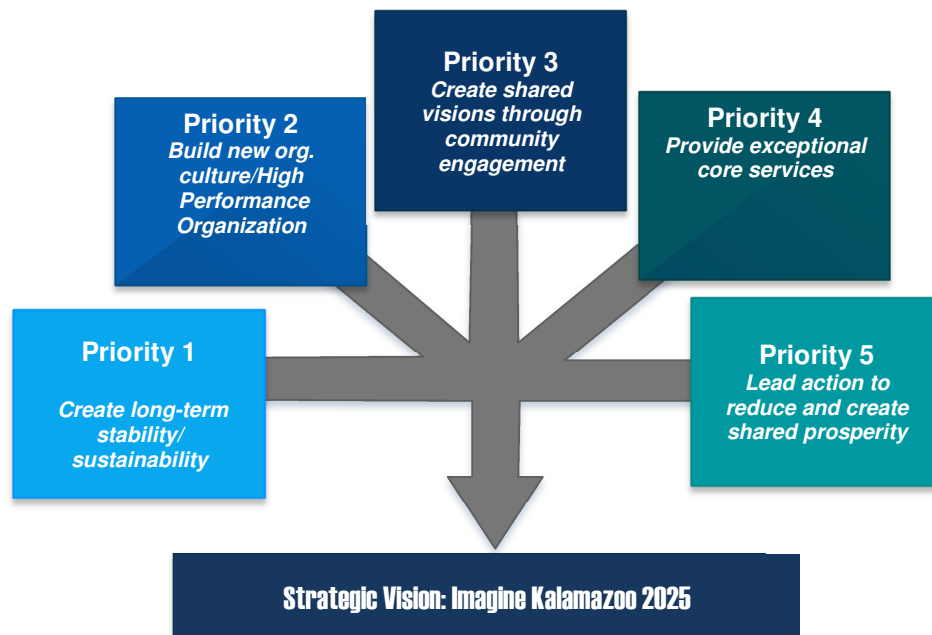 Priority 1
Create long-term
stability/
sustainability
Priority 2
Build new org.
culture/High
Performance
Organization
Priority 3
Create shared
visions through
community
engagement
Priority 4
Provide exceptional
core services
Priority 5
Lead action to
reduce and create
shared prosperity
Strategic Vision: Imagine Kalamazoo 2025